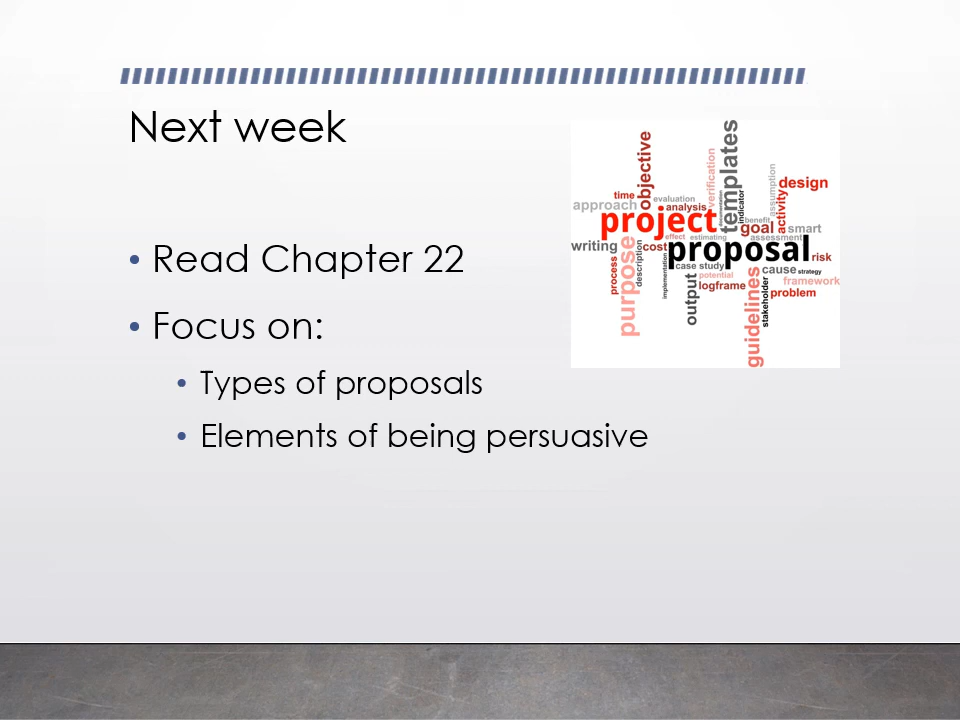 Next week
• Read Chapter 22
• Focus on:
• Types of proposals
• Elements of being persuasive
objective
templates
verification
time
evaluation
approach
analysis
documentation
indicator
assumption
design
activity
project
benefit
goal
smart
effect
estimating
assessment
writing
cost
proposal
risk
process
purpose
description
implementation
case study
cause
strategy
potential
framework
output
logframe
guidelines
stakeholder
problem